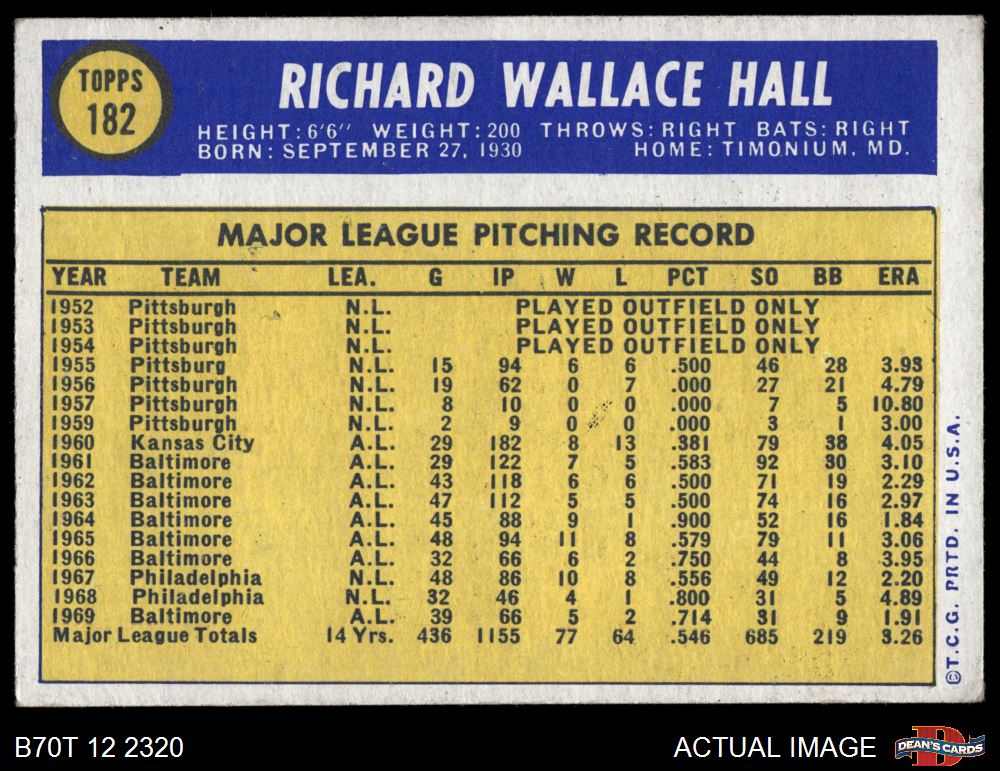 TOPPS
182
RICHARD WALLACE HALL
HEIGHT: 6'6" WEIGHT: 200 THROWS: RIGHT BATS: RIGHT
BORN: SEPTEMBER 27, 1930 HOME: TIMONIUM, MD.
MAJOR LEAGUE PITCHING RECORD
YEAR TEAM LEA. G IP W L PCT SO BB ERA
1952 Pittsburgh N.L. PLAYED OUTFIELD ONLY
1953 Pittsburgh N.L. PLAYED OUTFIELD ONLY
1954 Pittsburgh N.L. PLAYED OUTFIELD ONLY
1955 Pittsburg N.L. 15 94 6 6 .500 46 28 3.93
1956 Pittsburgh N.L. 19 62 0 7 .000 27 21 4.79
1957 Pittsburgh N.L. 8 10 0 0 .000 7 5 10.80
1959 Pittsburgh N.L. 2 9 0 0 .000 3 1 3.00
1960 Kansas City A.L. 29 182 8 13 .381 79 38 4.05
1961 Baltimore A.L. 29 122 7 5 .583 92 30 3.10
1962 Baltimore A.L. 43 118 6 6 .500 71 19 2.29
1963 Baltimore A.L. 47 112 5 5 .500 74 16 2.97
1964 Baltimore A.L. 45 88 9 1 .900 52 16 1.84
1965 Baltimore A.L. 48 94 11 8 .579 79 11 3.06
1966 Baltimore A.L. 32 66 6 2 .750 44 8 3.95
1967 Philadelphia N.L. 48 86 10 8 .556 49 12 2.20
1968 Philadelphia N.L. 32 46 4 1 .800 31 5 4.89
1969 Baltimore A.L. 39 66 5 2 .714 31 9 1.91
Major League Totals 14 Yrs. 436 1155 77 64 .546 685 219 3.26
©T.C.G. PRTD. IN U.S.A.
B70T 12 2320
ACTUAL IMAGE
D
DEAN'S CARDS